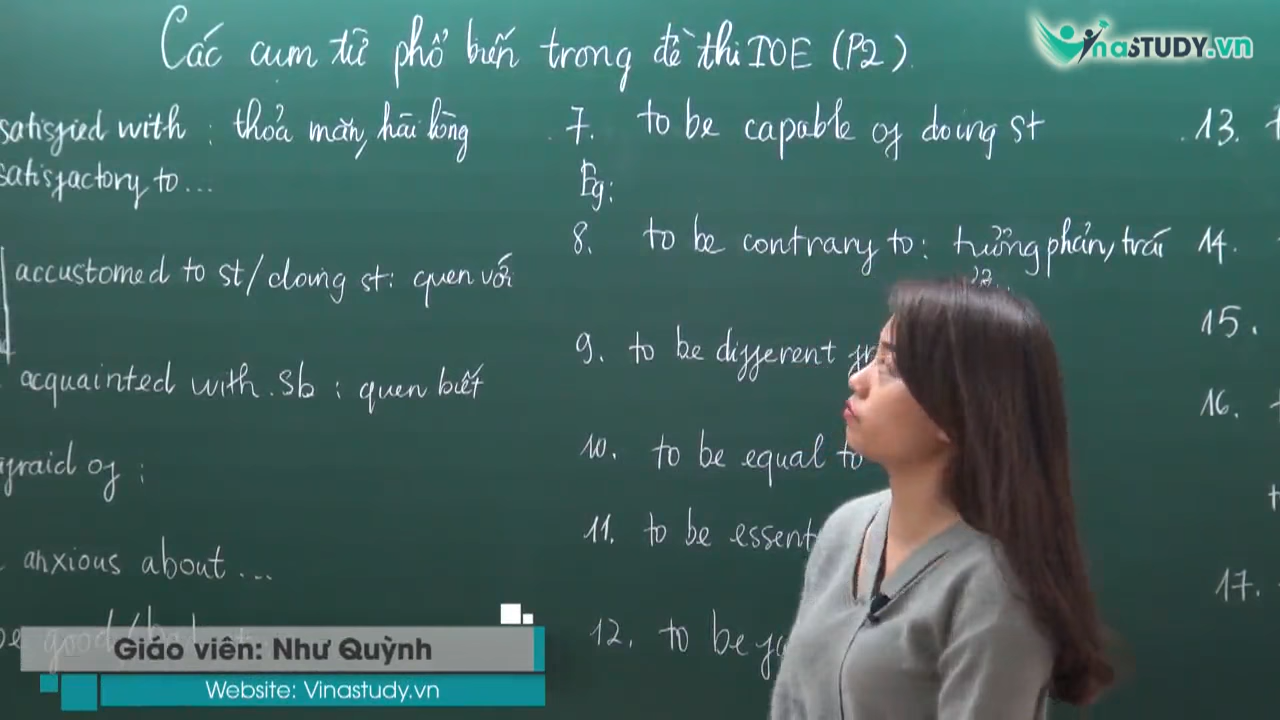 Các cụm từ phổ biến trong đề thi IOE (P2)
VinaSTUDY.vn
satisfied with : thỏa mãn, hài lòng
satisfactory to ...
accustomed to st/doing st: quen với
acquainted with sb : quen biết
afraid of :
anxious about ...
7. to be capable of doing st
Eg:
8. to be contrary to: tưởng phản, trái
9. to be different
10. to be equal to
11. to be
12. to be
13.
14.
15.
16.
17.
Giáo viên: Như Quỳnh
Website: Vinastudy.vn